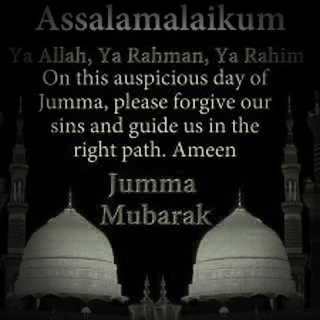 Assalamalaikum
Ya Allah, Ya Rahman, Ya Rahim
On this auspicious day of
Jumma, please forgive our
sins and guide us in the
right path. Ameen
Jumma
Mubarak